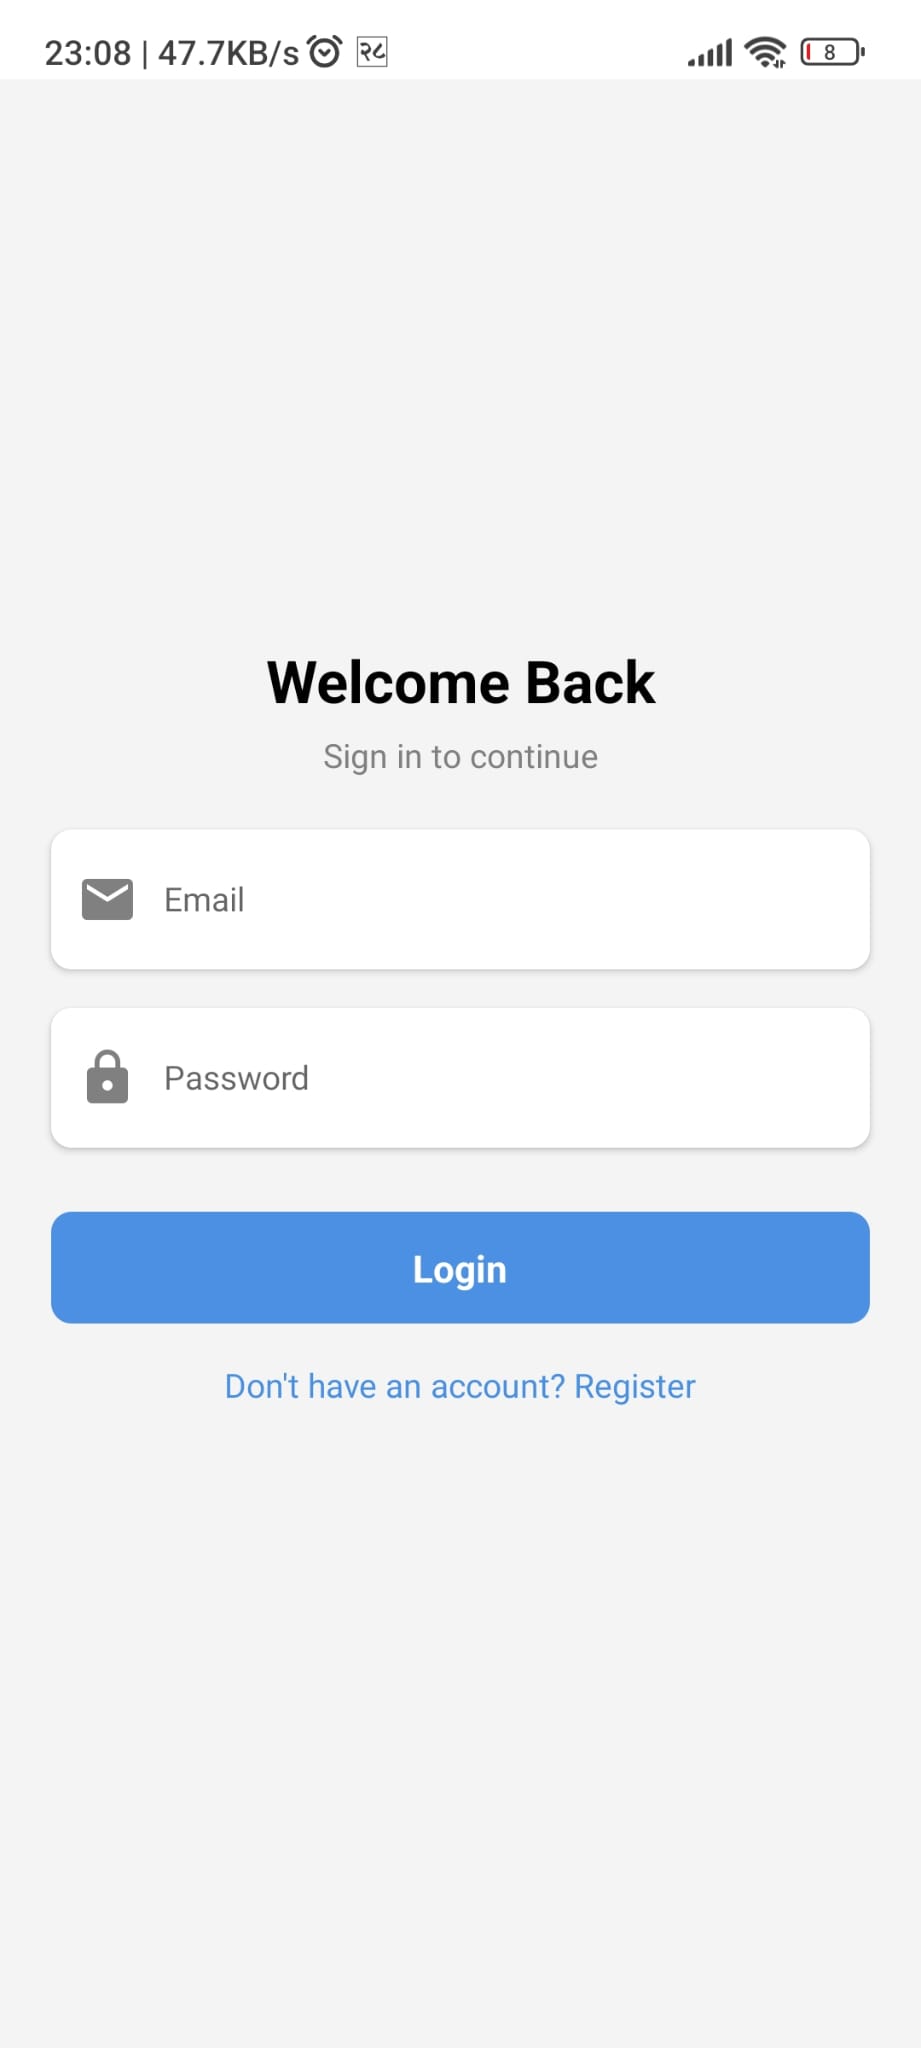 23:08 | 47.7KB/s २८ 8
Welcome Back
Sign in to continue
Email
Password
Login
Don't have an account? Register